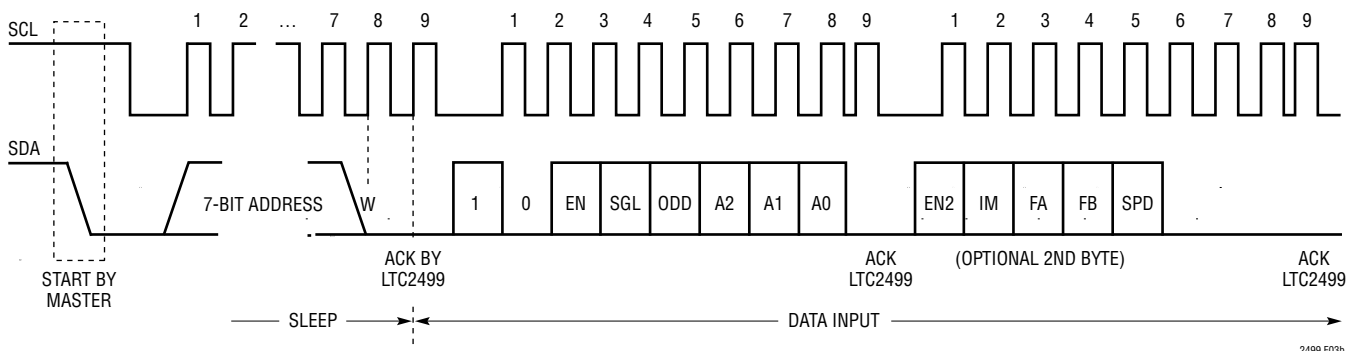 1 2 … 7 8 9 1 2 3 4 5 6 7 8 9 1 2 3 4 5 6 7 8 9
SCL
SDA
7-BIT ADDRESS W 1 0 EN SGL ODD A2 A1 A0 EN2 IM FA FB SPD
START BY
MASTER
ACK BY
LTC2499
ACK
LTC2499
(OPTIONAL 2ND BYTE)
ACK
LTC2499
SLEEP DATA INPUT
2499 F03b